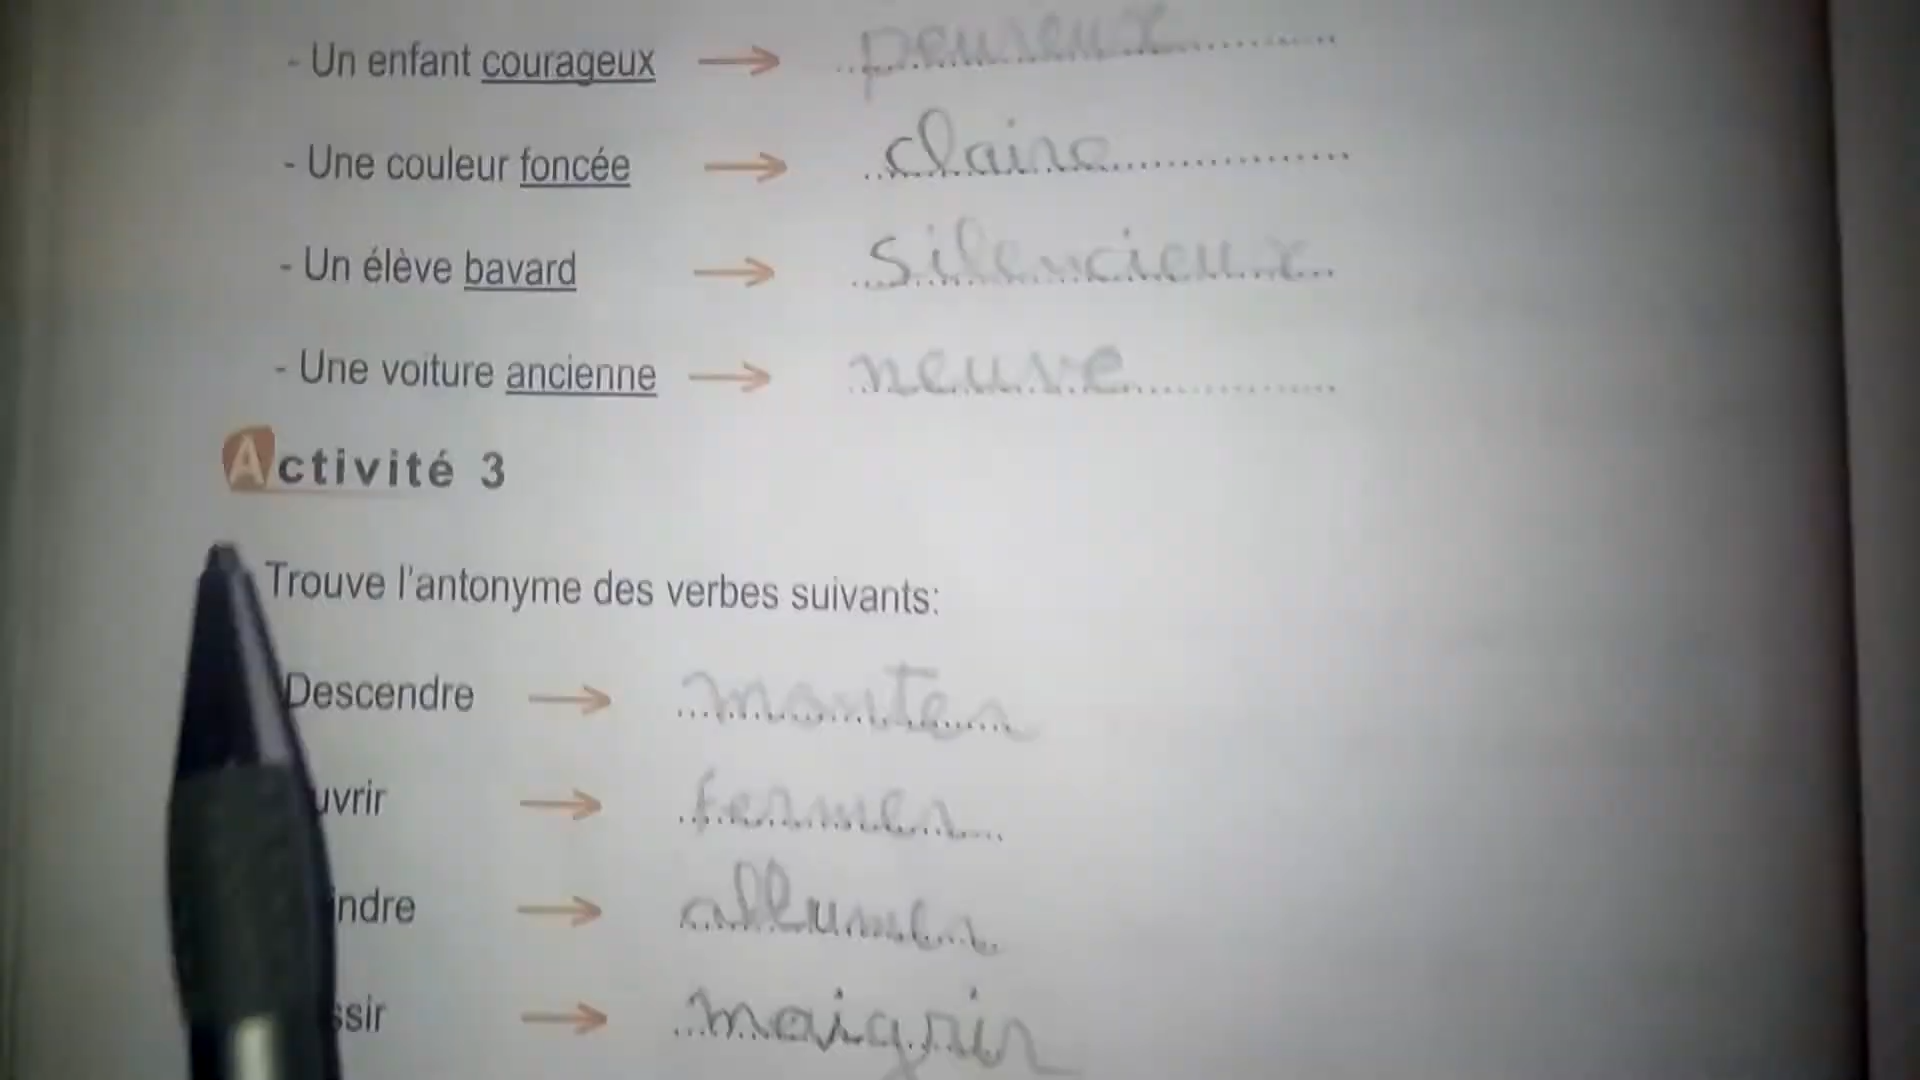 - Un enfant courageux → peureux
- Une couleur foncée → claire
- Un élève bavard → silencieux
- Une voiture ancienne → neuve
Activité 3
Trouve l'antonyme des verbes suivants:
Descendre → monter
uvrir → fermer
indre → allumer
ssir → maigrir